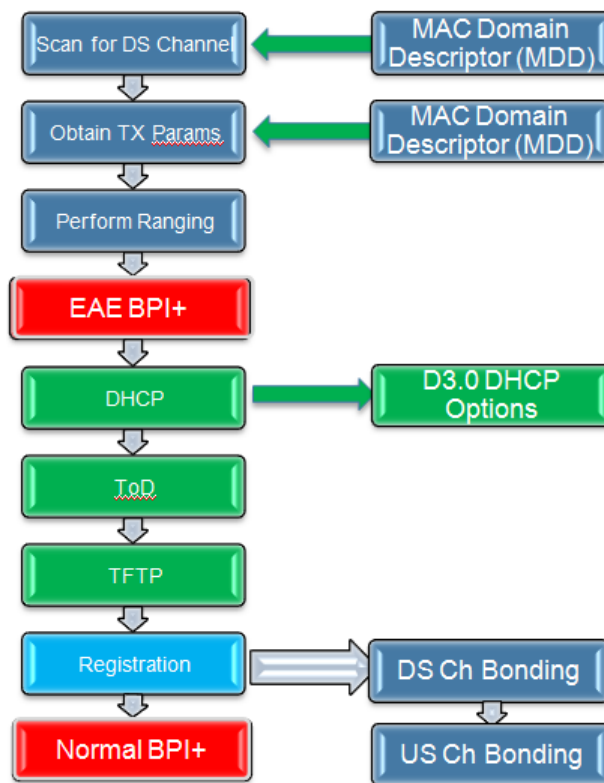 Scan for DS Channel
MAC Domain
Descriptor (MDD)
Obtain TX Params
MAC Domain
Descriptor (MDD)
Perform Ranging
EAE BPI+
DHCP
D3.0 DHCP
Options
ToD
TFTP
Registration
DS Ch Bonding
Normal BPI+
US Ch Bonding